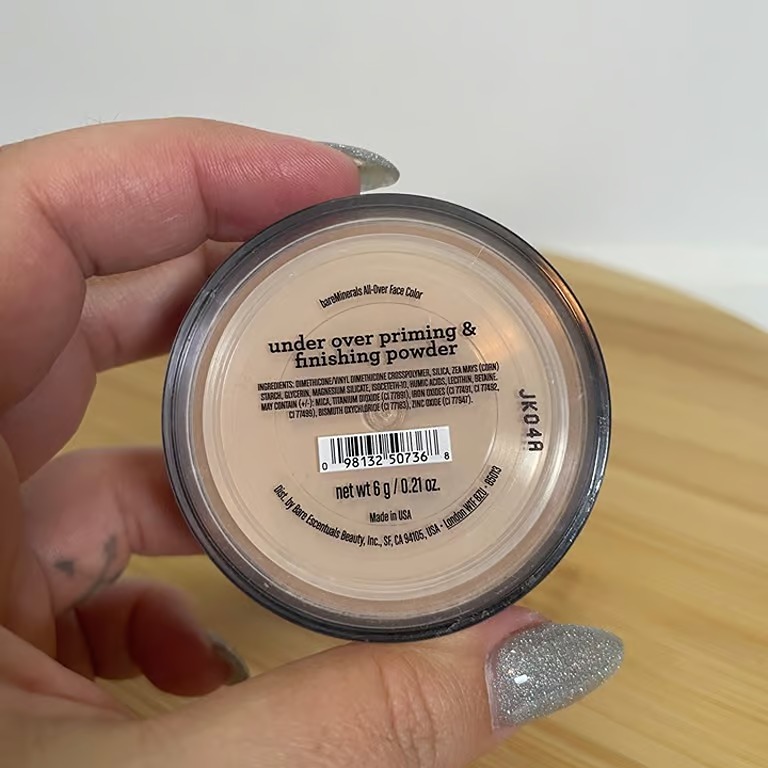 bareMinerals All-Over Face Color
under over priming &
finishing powder
INGREDIENTS: DIMETHICONE/VINYL DIMETHICONE CROSSPOLYMER, SILICA, ZEA MAYS (CORN)
STARCH, GLYCERIN, MAGNESIUM SILICATE, ISOCETETH-10, HUMIC ACIDS, LECITHIN, BETAINE.
MAY CONTAIN (+/-): MICA, TITANIUM DIOXIDE (CI 77891), IRON OXIDES (CI 77491, CI 77492,
CI 77499), BISMUTH OXYCHLORIDE (CI 77163), ZINC OXIDE (CI 77947).
JK04A
0 98132 50736 8
net wt 6 g / 0.21 oz.
Made in USA
Dist. by Bare Escentuals Beauty, Inc., SF, CA 94105, USA - London W1F 8ZU - 85013